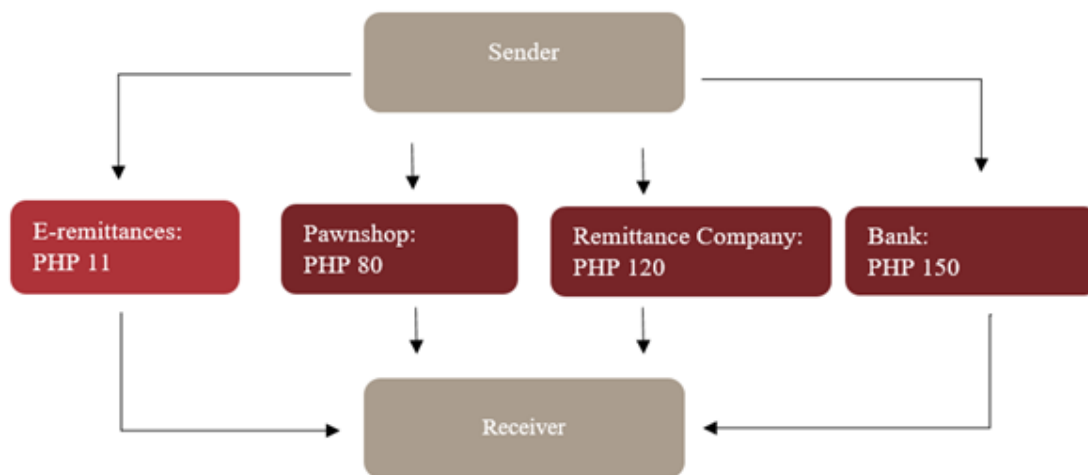 Sender
E-remittances:
PHP 11
Pawnshop:
PHP 80
Remittance Company:
PHP 120
Bank:
PHP 150
Receiver